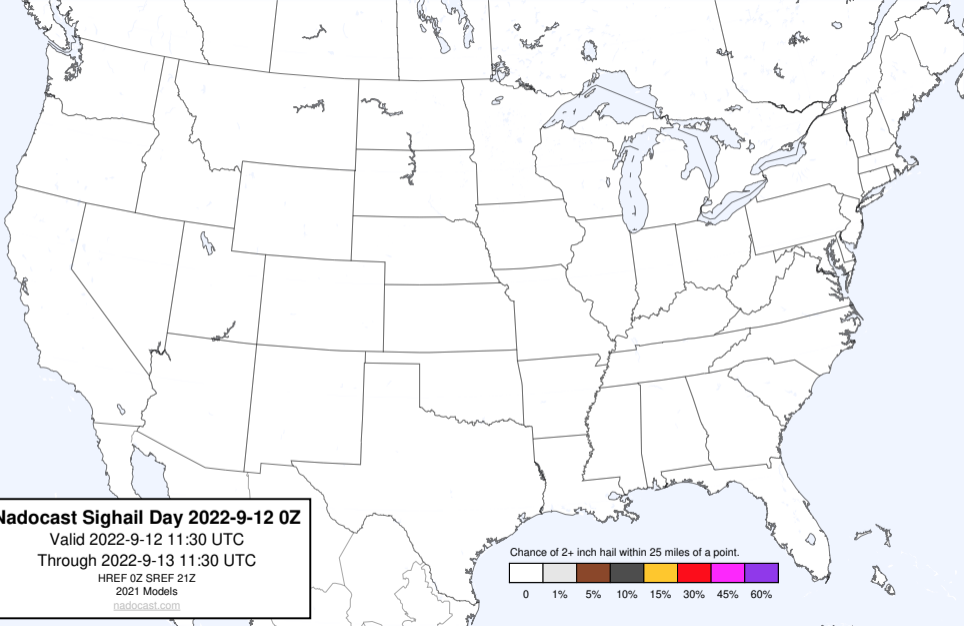 Nadocast Sighail Day 2022-9-12 0Z
Valid 2022-9-12 11:30 UTC
Through 2022-9-13 11:30 UTC
HREF 0Z SREF 21Z
2021 Models
nadocast.com
Chance of 2+ inch hail within 25 miles of a point.
0 1% 5% 10% 15% 30% 45% 60%